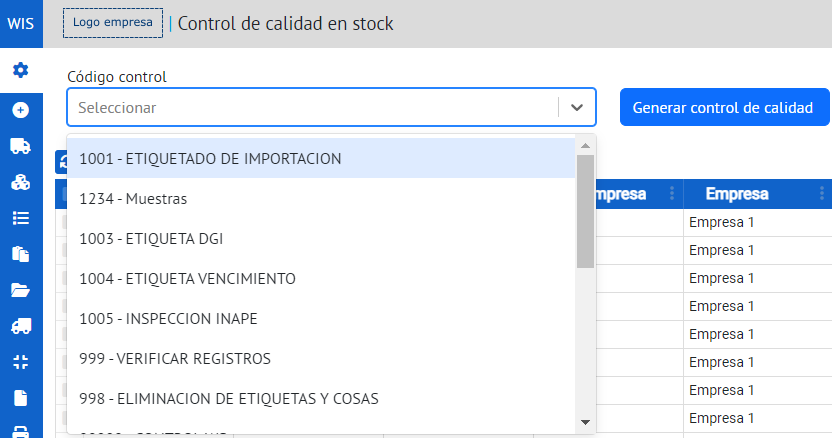 WIS
Logo empresa
| Control de calidad en stock
Código control
Seleccionar
Generar control de calidad
1001 - ETIQUETADO DE IMPORTACION
1234 - Muestras
1003 - ETIQUETA DGI
1004 - ETIQUETA VENCIMIENTO
1005 - INSPECCION INAPE
999 - VERIFICAR REGISTROS
998 - ELIMINACION DE ETIQUETAS Y COSAS
mpresa
Empresa
Empresa 1
Empresa 1
Empresa 1
Empresa 1
Empresa 1
Empresa 1
Empresa 1
Empresa 1